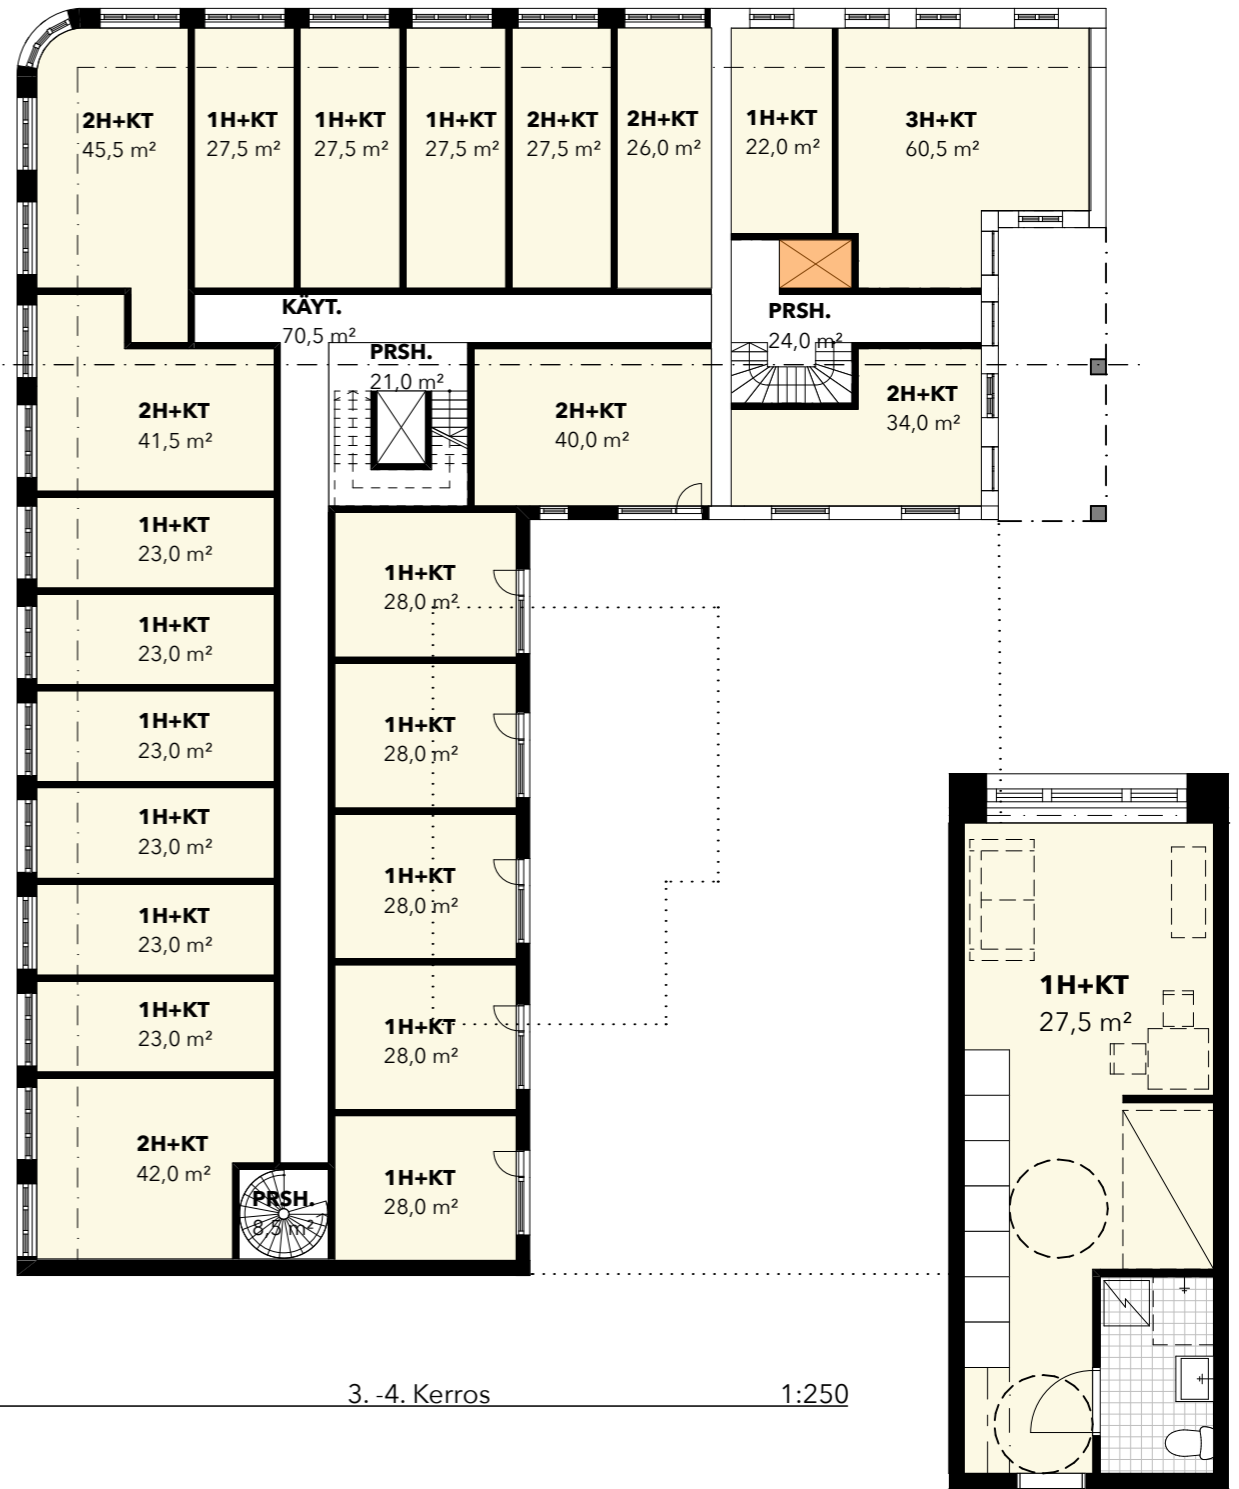 2H+KT
45,5 m²
1H+KT
27,5 m²
1H+KT
27,5 m²
1H+KT
27,5 m²
2H+KT
27,5 m²
2H+KT
26,0 m²
1H+KT
22,0 m²
3H+KT
60,5 m²
KÄYT.
70,5 m²
PRSH.
21,0 m²
PRSH.
24,0 m²
2H+KT
41,5 m²
2H+KT
40,0 m²
2H+KT
34,0 m²
1H+KT
23,0 m²
1H+KT
23,0 m²
1H+KT
23,0 m²
1H+KT
23,0 m²
1H+KT
23,0 m²
1H+KT
23,0 m²
2H+KT
42,0 m²
PRSH.
8,5 m²
1H+KT
28,0 m²
1H+KT
28,0 m²
1H+KT
28,0 m²
1H+KT
28,0 m²
1H+KT
28,0 m²
1H+KT
27,5 m²
3. -4. Kerros
1:250